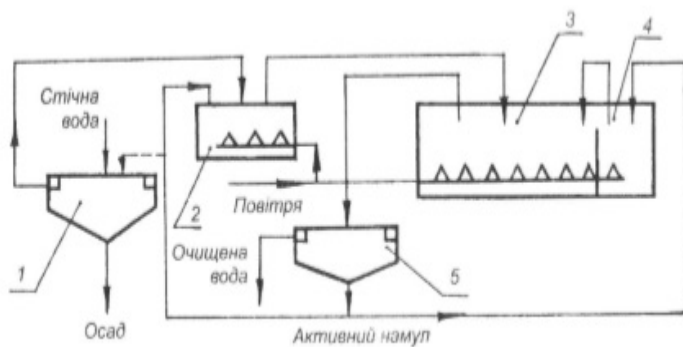 3
4
Стічна
вода
2
Повітря
1
Очищена
вода
5
Осад
Активний намул